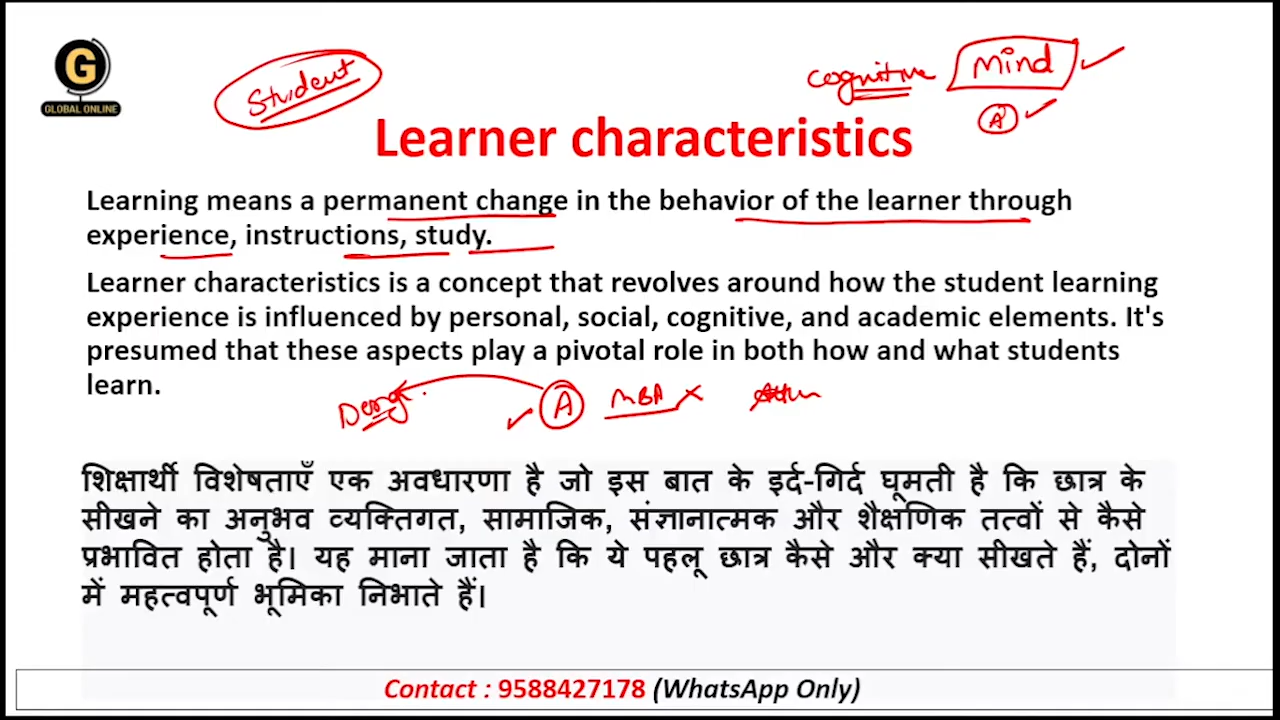 Student
cognitive mind
A
G
GLOBAL ONLINE
Learner characteristics
Learning means a permanent change in the behavior of the learner through
experience, instructions, study.
Learner characteristics is a concept that revolves around how the student learning
experience is influenced by personal, social, cognitive, and academic elements. It's
presumed that these aspects play a pivotal role in both how and what students
learn.
A MBA
शिक्षार्थी विशेषताएँ एक अवधारणा है जो इस बात के इर्द-गिर्द घूमती है कि छात्र के
सीखने का अनुभव व्यक्तिगत, सामाजिक, संज्ञानात्मक और शैक्षणिक तत्वों से कैसे
प्रभावित होता है। यह माना जाता है कि ये पहलू छात्र कैसे और क्या सीखते हैं, दोनों
में महत्वपूर्ण भूमिका निभाते हैं।
Contact : 9588427178 (WhatsApp Only)